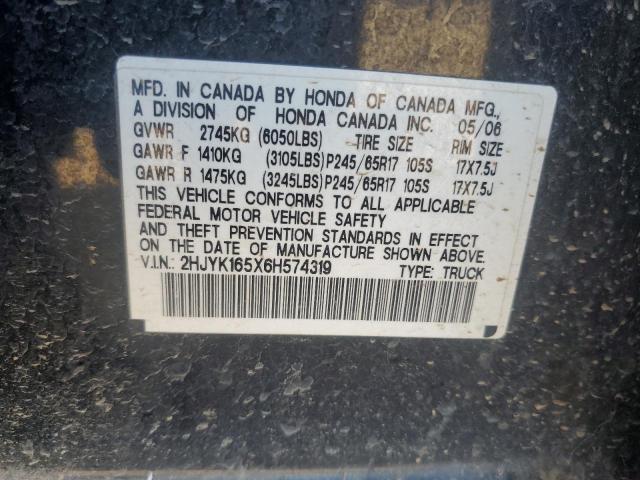 MFD. IN CANADA BY HONDA OF CANADA MFG.,
A DIVISION OF HONDA CANADA INC. 05/06
GVWR 2745KG (6050LBS) TIRE SIZE RIM SIZE
GAWR F 1410KG (3105LBS)P245/65R17 105S 17X7.5J
GAWR R 1475KG (3245LBS)P245/65R17 105S 17X7.5J
THIS VEHICLE CONFORMS TO ALL APPLICABLE
FEDERAL MOTOR VEHICLE SAFETY
AND THEFT PREVENTION STANDARDS IN EFFECT
ON THE DATE OF MANUFACTURE SHOWN ABOVE.
V.I.N.: 2HJYK165X6H574319 TYPE: TRUCK